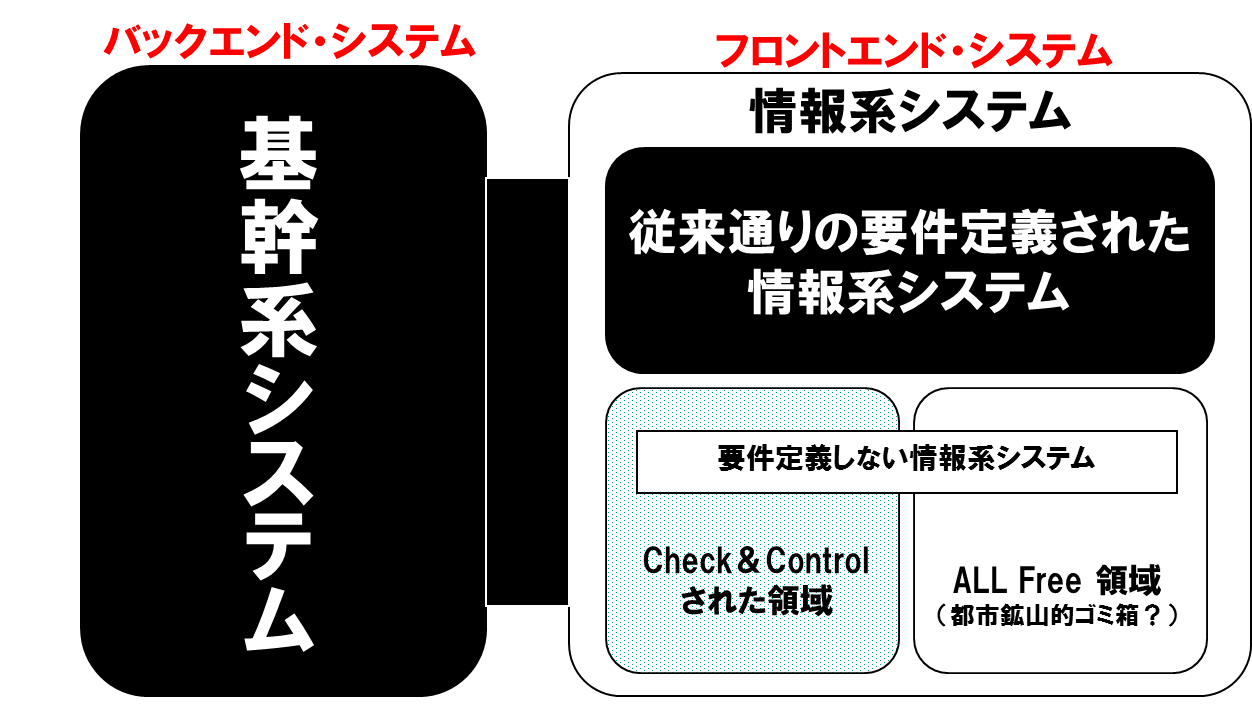 バックエンド・システム
基幹系システム
フロントエンド・システム
情報系システム
従来通りの要件定義された
情報系システム
要件定義しない情報系システム
Check＆Control
された領域
ALL Free 領域
（都市鉱山的ゴミ箱？）